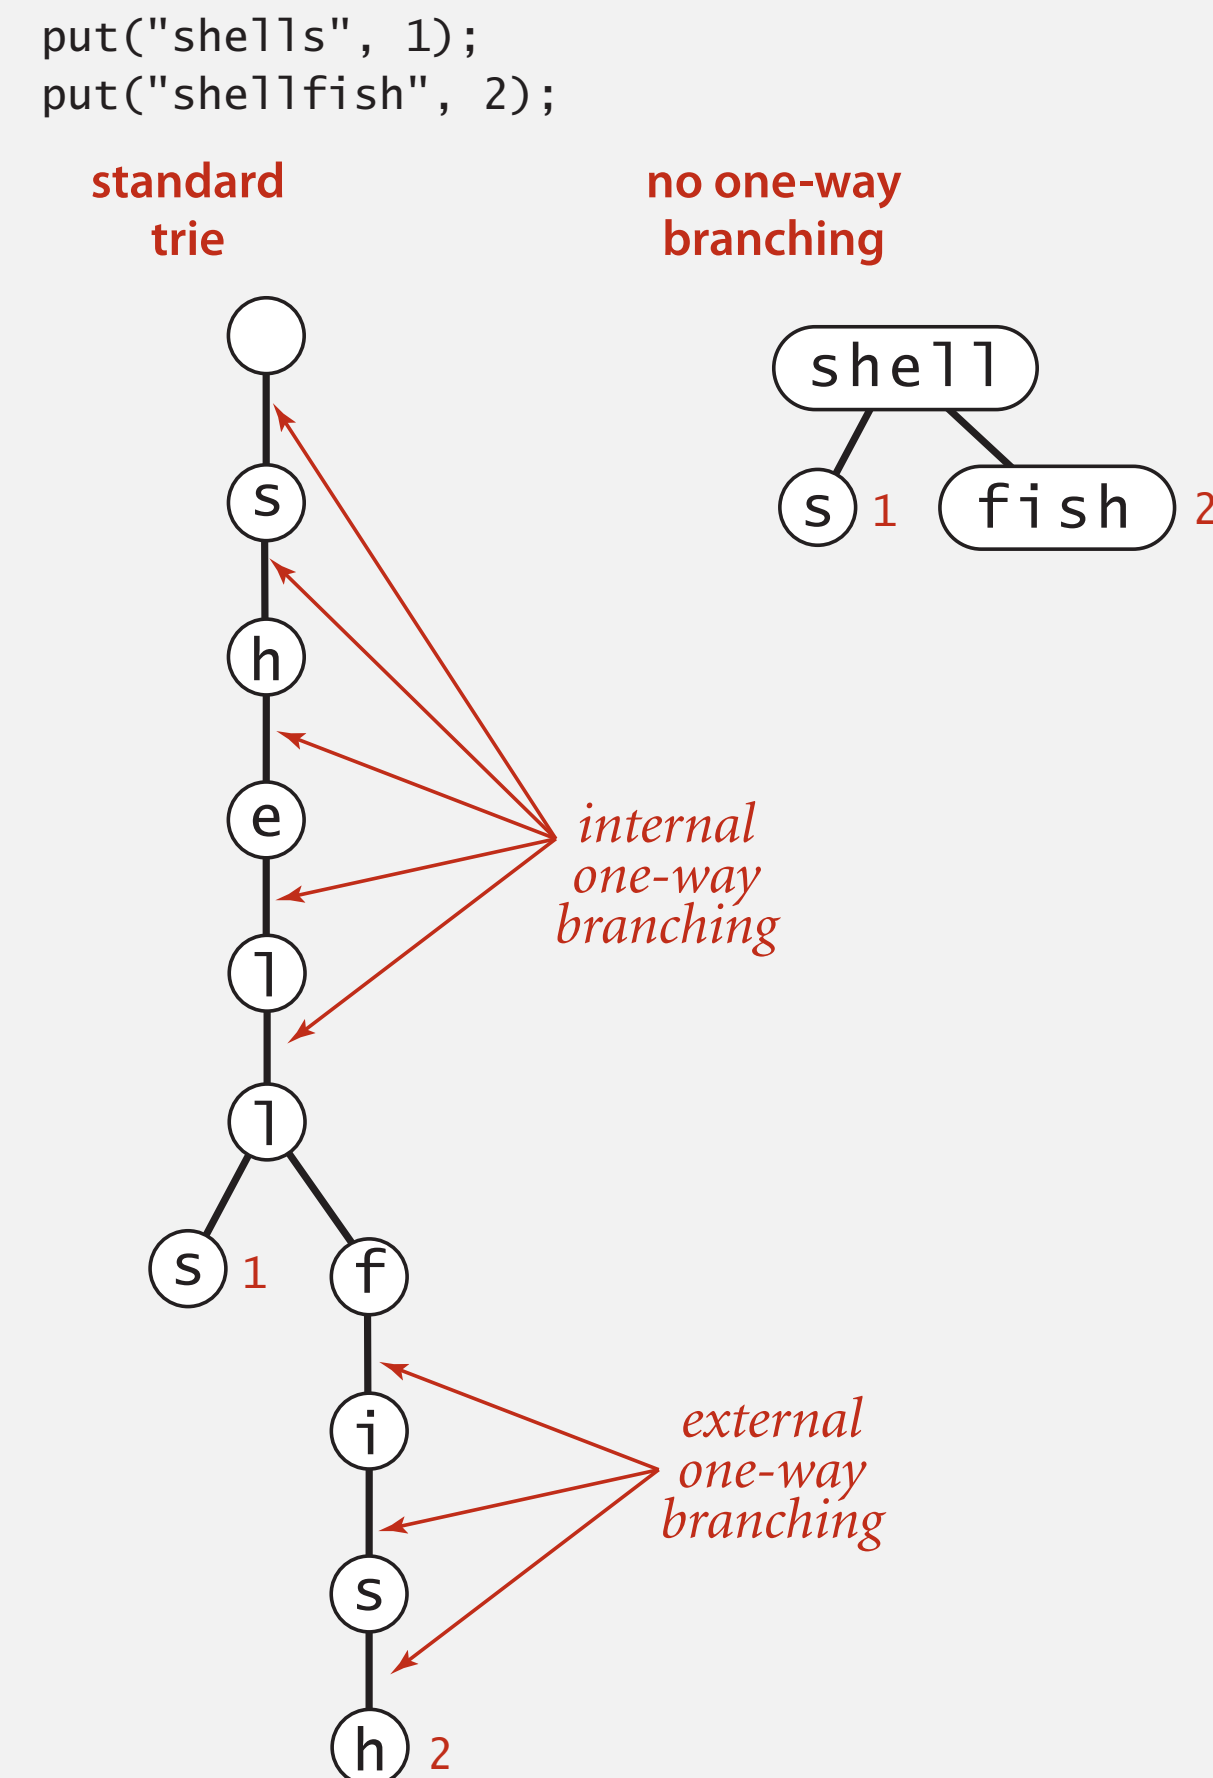 put("shells", 1);
put("shellfish", 2);
standard
trie
no one-way
branching
shell
s 1
fish 2
s
h
e
internal
one-way
branching
l
l
s 1
f
i
external
one-way
branching
s
h 2